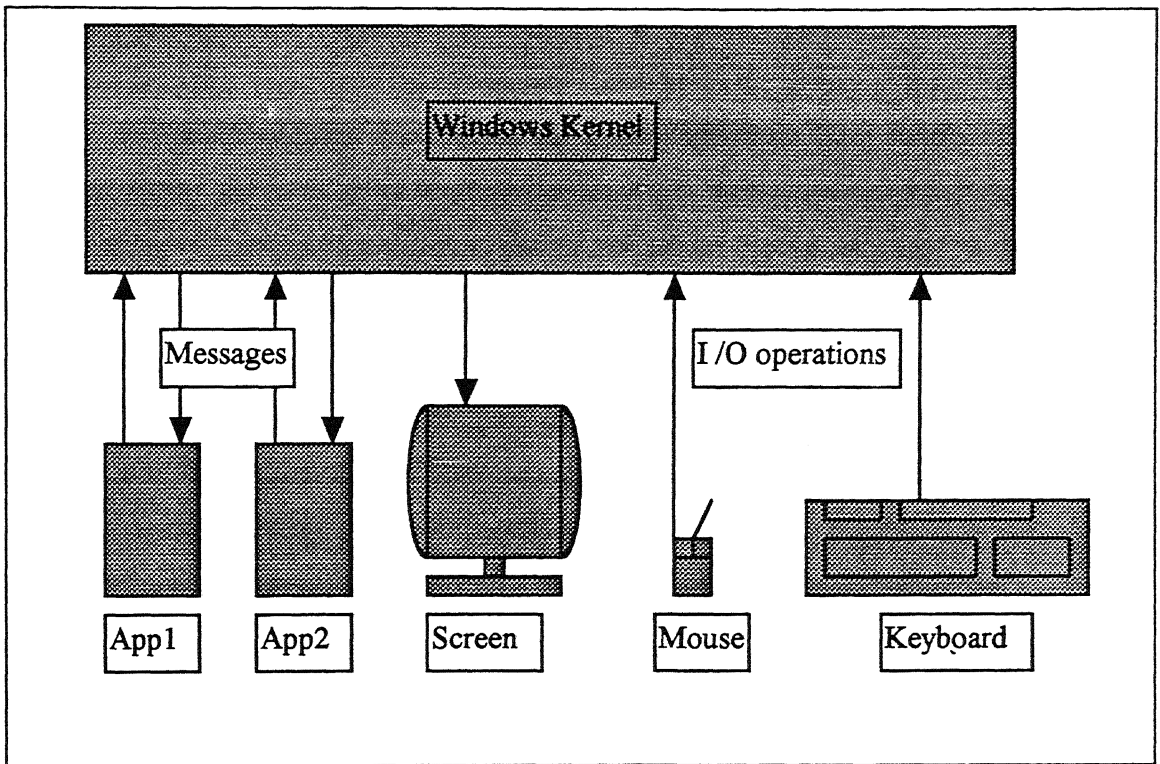 Windows Kernel
Messages
I /O operations
App1
App2
Screen
Mouse
Keyboard